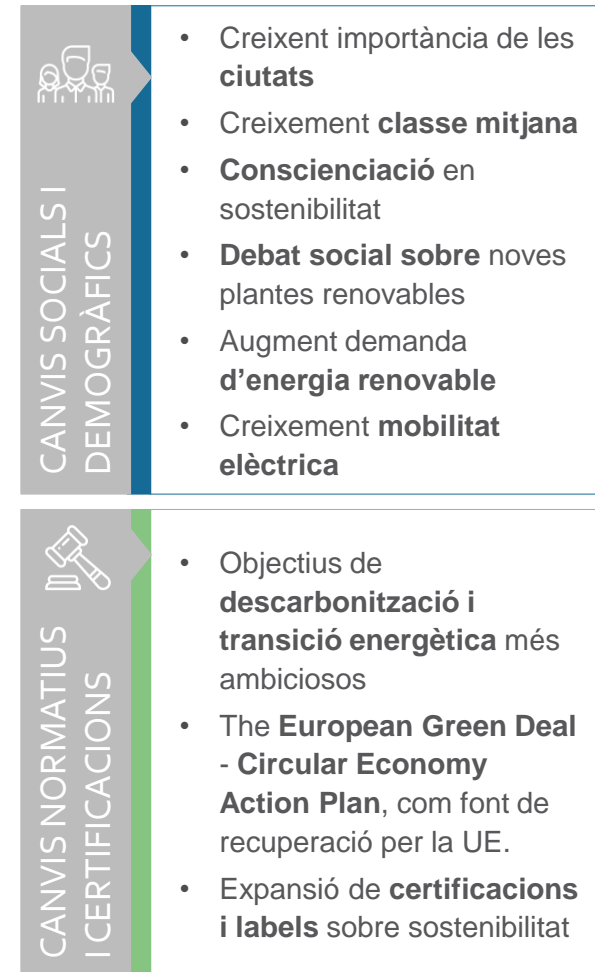 CANVIS SOCIALS I
DEMOGRÀFICS
• Creixent importància de les
ciutats
• Creixement classe mitjana
• Conscienciació en
sostenibilitat
• Debat social sobre noves
plantes renovables
• Augment demanda
d’energia renovable
• Creixement mobilitat
elèctrica
CANVIS NORMATIUS
I CERTIFICACIONS
• Objectius de
descarbonització i
transició energètica més
ambiciosos
• The European Green Deal
- Circular Economy
Action Plan, com font de
recuperació per la UE.
• Expansió de certificacions
i labels sobre sostenibilitat